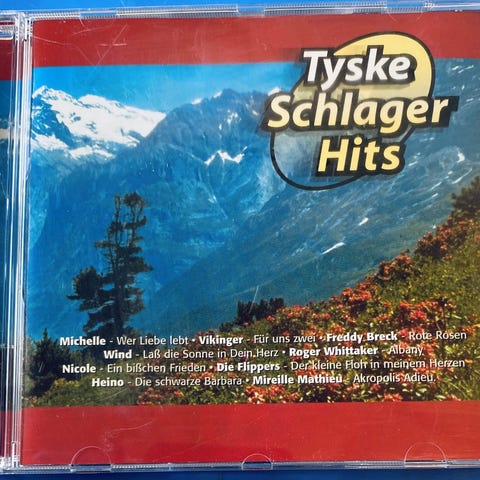 Tyske
Schlager
Hits
Michelle - Wer Liebe lebt • Vikinger - Für uns zwei • Freddy Breck - Rote Rosen
Wind - Laß die Sonne in Dein Herz • Roger Whittaker - Albany
Nicole - Ein bißchen Frieden • Die Flippers - Der kleine Floh in meinem Herzen
Heino - Die schwarze Barbara • Mireille Mathieu - Akropolis Adieu.